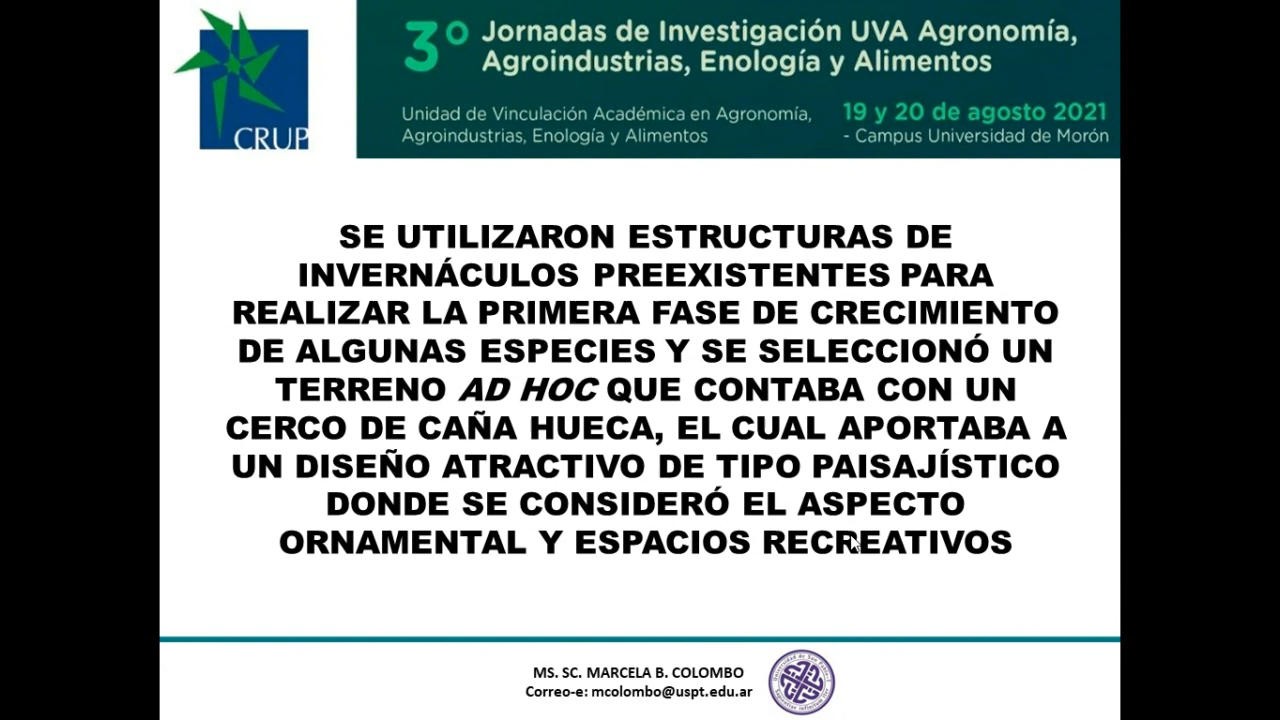 CRUP
3º Jornadas de Investigación UVA Agronomía,
Agroindustrias, Enología y Alimentos
Unidad de Vinculación Académica en Agronomía,
Agroindustrias, Enología y Alimentos
19 y 20 de agosto 2021
- Campus Universidad de Morón
SE UTILIZARON ESTRUCTURAS DE
INVERNÁCULOS PREEXISTENTES PARA
REALIZAR LA PRIMERA FASE DE CRECIMIENTO
DE ALGUNAS ESPECIES Y SE SELECCIONÓ UN
TERRENO AD HOC QUE CONTABA CON UN
CERCO DE CAÑA HUECA, EL CUAL APORTABA A
UN DISEÑO ATRACTIVO DE TIPO PAISAJÍSTICO
DONDE SE CONSIDERÓ EL ASPECTO
ORNAMENTAL Y ESPACIOS RECREATIVOS
MS. SC. MARCELA B. COLOMBO
Correo-e: mcolombo@uspt.edu.ar